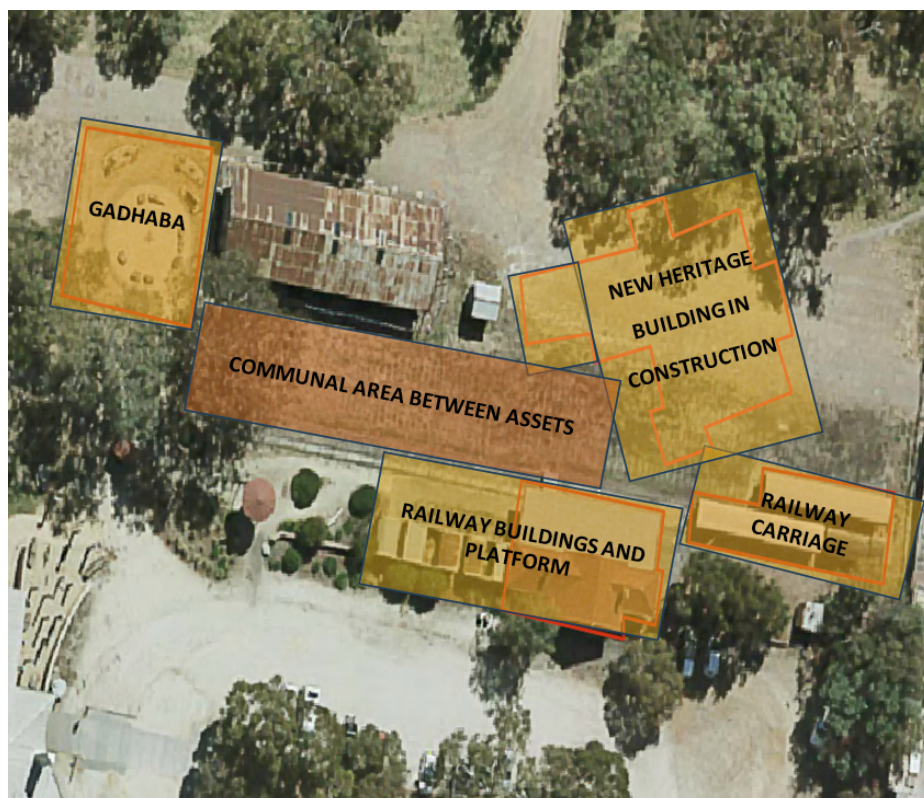 GADHABA
NEW HERITAGE
BUILDING IN
CONSTRUCTION
COMMUNAL AREA BETWEEN ASSETS
RAILWAY BUILDINGS AND
PLATFORM
RAILWAY
CARRIAGE